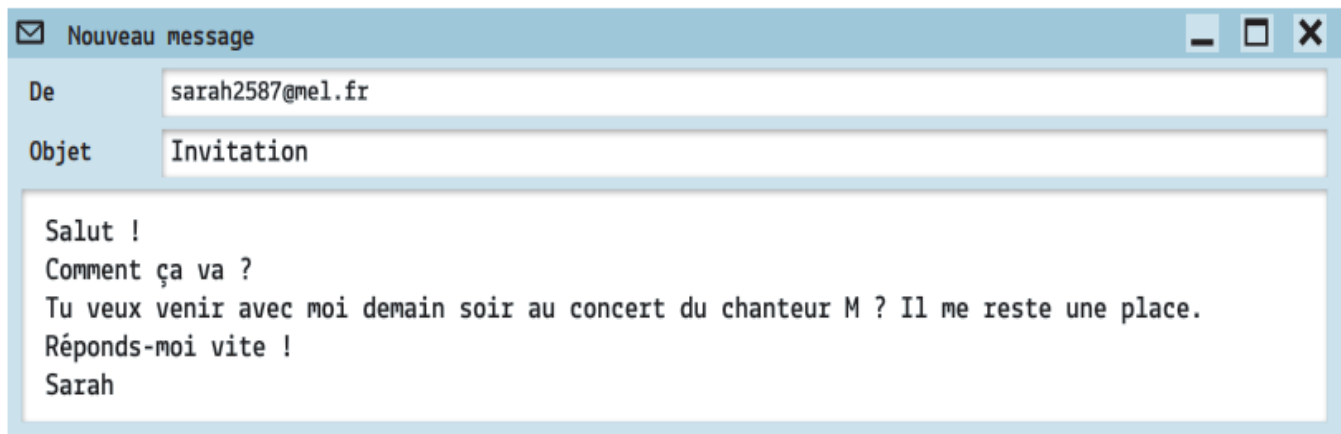 Nouveau message
De sarah2587@mel.fr
Objet Invitation
Salut !
Comment ça va ?
Tu veux venir avec moi demain soir au concert du chanteur M ? Il me reste une place.
Réponds-moi vite !
Sarah